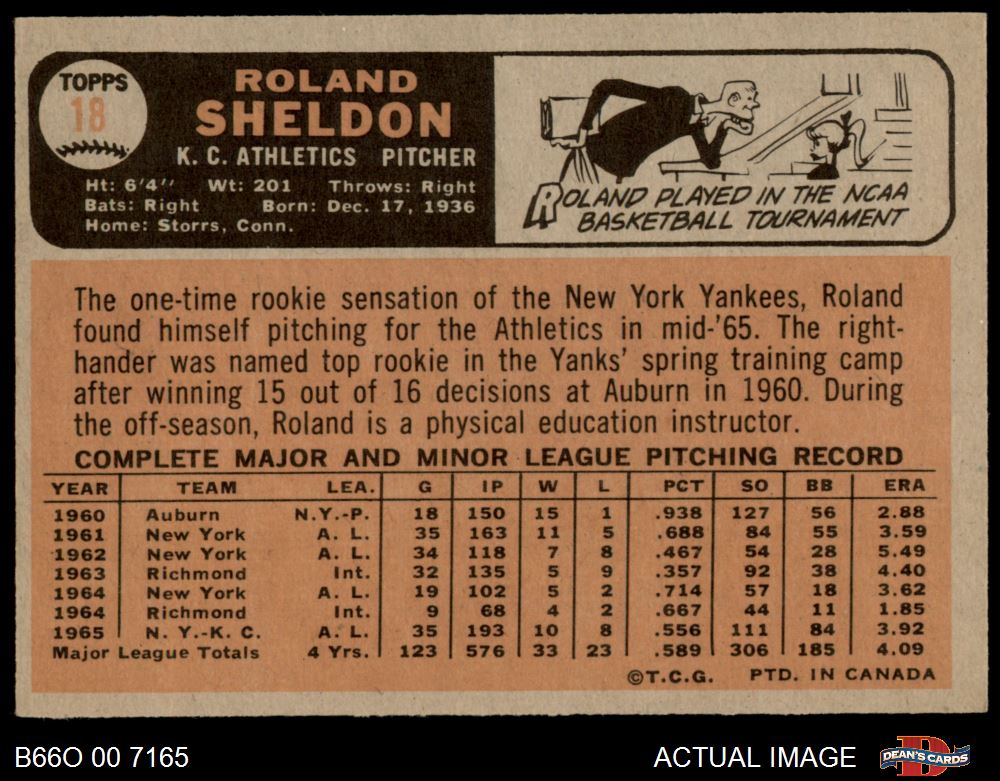 TOPPS
18
ROLAND
SHELDON
K. C. ATHLETICS PITCHER
Ht: 6'4" Wt: 201 Throws: Right
Bats: Right Born: Dec. 17, 1936
Home: Storrs, Conn.
ROLAND PLAYED IN THE NCAA
BASKETBALL TOURNAMENT
The one-time rookie sensation of the New York Yankees, Roland
found himself pitching for the Athletics in mid-'65. The right-
hander was named top rookie in the Yanks' spring training camp
after winning 15 out of 16 decisions at Auburn in 1960. During
the off-season, Roland is a physical education instructor.
COMPLETE MAJOR AND MINOR LEAGUE PITCHING RECORD
YEAR TEAM LEA. G IP W L PCT SO BB ERA
1960 Auburn N.Y.-P. 18 150 15 1 .938 127 56 2.88
1961 New York A. L. 35 163 11 5 .688 84 55 3.59
1962 New York A. L. 34 118 7 8 .467 54 28 5.49
1963 Richmond Int. 32 135 5 9 .357 92 38 4.40
1964 New York A. L. 19 102 5 2 .714 57 18 3.62
1964 Richmond Int. 9 68 4 2 .667 44 11 1.85
1965 N. Y.-K. C. A. L. 35 193 10 8 .556 111 84 3.92
Major League Totals 4 Yrs. 123 576 33 23 .589 306 185 4.09
©T.C.G. PTD. IN CANADA
B66O 00 7165
ACTUAL IMAGE
DEAN'S CARDS